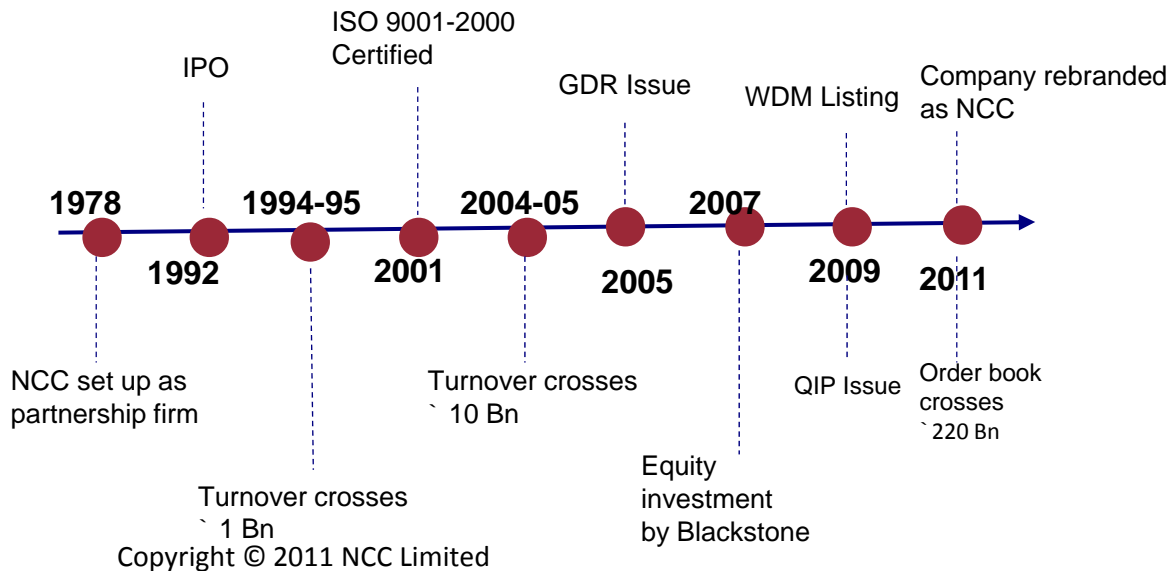 ISO 9001-2000
Certified
IPO
GDR Issue
WDM Listing
Company rebranded
as NCC
1978
1994-95
2004-05
2007
1992
2001
2005
2009
2011
NCC set up as
partnership firm
Turnover crosses
` 10 Bn
QIP Issue
Order book
crosses
` 220 Bn
Equity
investment
by Blackstone
Turnover crosses
` 1 Bn
Copyright © 2011 NCC Limited